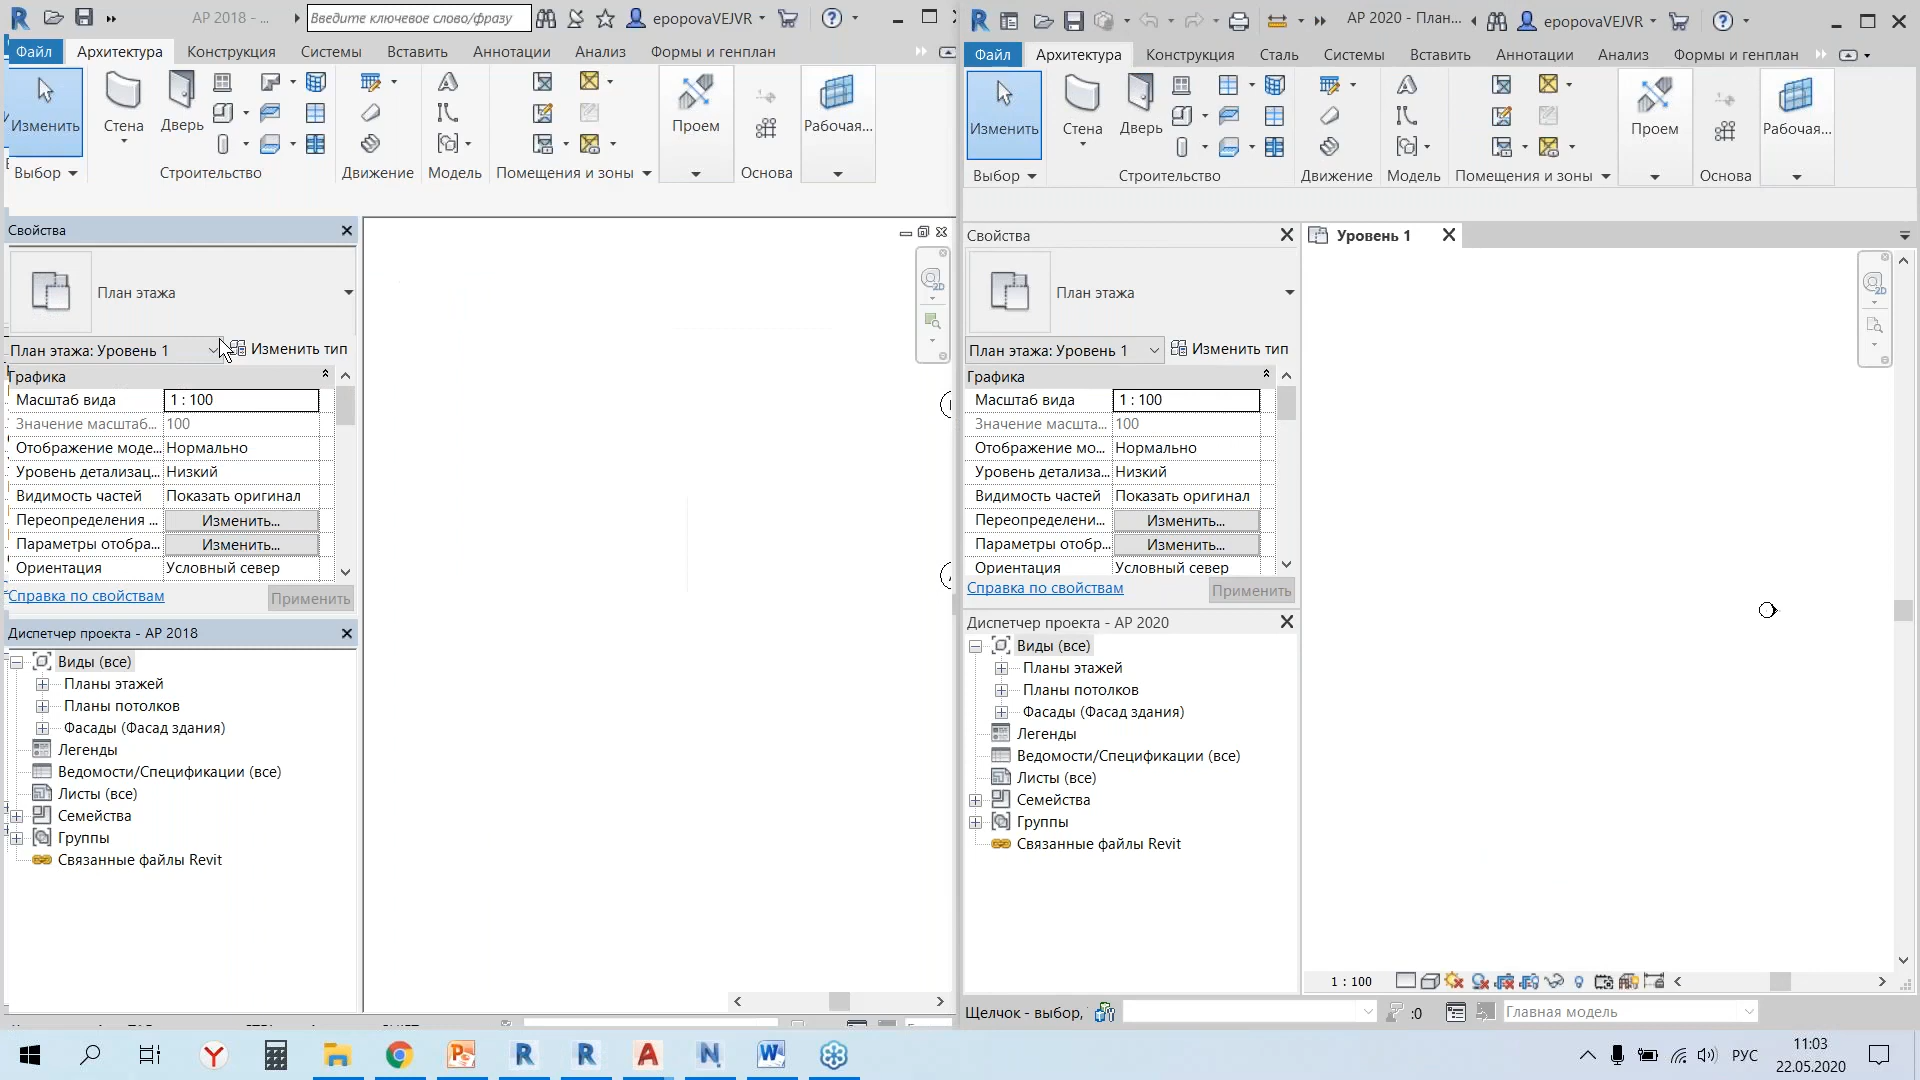 АР 2018 - ...
Введите ключевое слово/фразу
epopovaVEJVR
Файл
Архитектура
Конструкция
Системы
Вставить
Аннотации
Анализ
Формы и генплан
Изменить
Стена
Дверь
Проем
Рабочая...
Выбор
Строительство
Движение
Модель
Помещения и зоны
Основа
Свойства
План этажа
План этажа: Уровень 1
Изменить тип
Графика
Масштаб вида
1 : 100
Значение масштаб...
100
Отображение моде...
Нормально
Уровень детализац...
Низкий
Видимость частей
Показать оригинал
Переопределения ...
Изменить...
Параметры отобра...
Изменить...
Ориентация
Условный север
Справка по свойствам
Применить
Диспетчер проекта - АР 2018
Виды (все)
Планы этажей
Планы потолков
Фасады (Фасад здания)
Легенды
Ведомости/Спецификации (все)
Листы (все)
Семейства
Группы
Связанные файлы Revit
2D
АР 2020 - План...
epopovaVEJVR
Файл
Архитектура
Конструкция
Сталь
Системы
Вставить
Аннотации
Анализ
Формы и генплан
Изменить
Стена
Дверь
Проем
Рабочая...
Выбор
Строительство
Движение
Модель
Помещения и зоны
Основа
Свойства
Уровень 1
План этажа
План этажа: Уровень 1
Изменить тип
Графика
Масштаб вида
1 : 100
Значение масшта...
100
Отображение мо...
Нормально
Уровень детализа...
Низкий
Видимость частей
Показать оригинал
Переопределени...
Изменить...
Параметры отобр...
Изменить...
Ориентация
Условный север
Справка по свойствам
Применить
Диспетчер проекта - АР 2020
Виды (все)
Планы этажей
Планы потолков
Фасады (Фасад здания)
Легенды
Ведомости/Спецификации (все)
Листы (все)
Семейства
Группы
Связанные файлы Revit
2D
1 : 100
Щелчок - выбор,
:0
Главная модель
РУС
11:03
22.05.2020